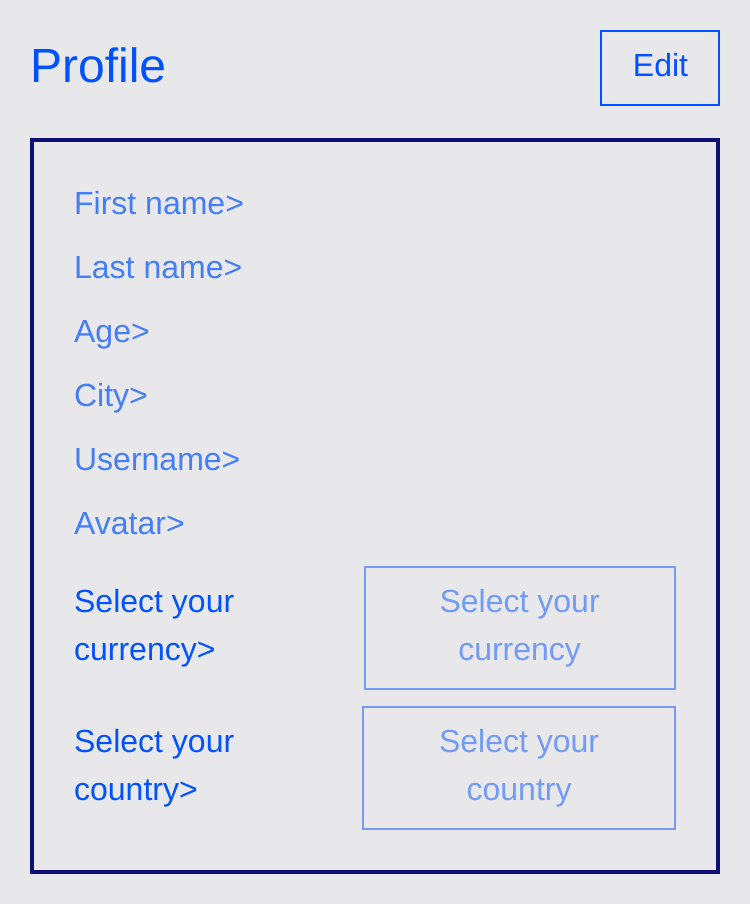 Profile
Edit
First name>
Last name>
Age>
City>
Username>
Avatar>
Select your
currency>
Select your
currency
Select your
country>
Select your
country